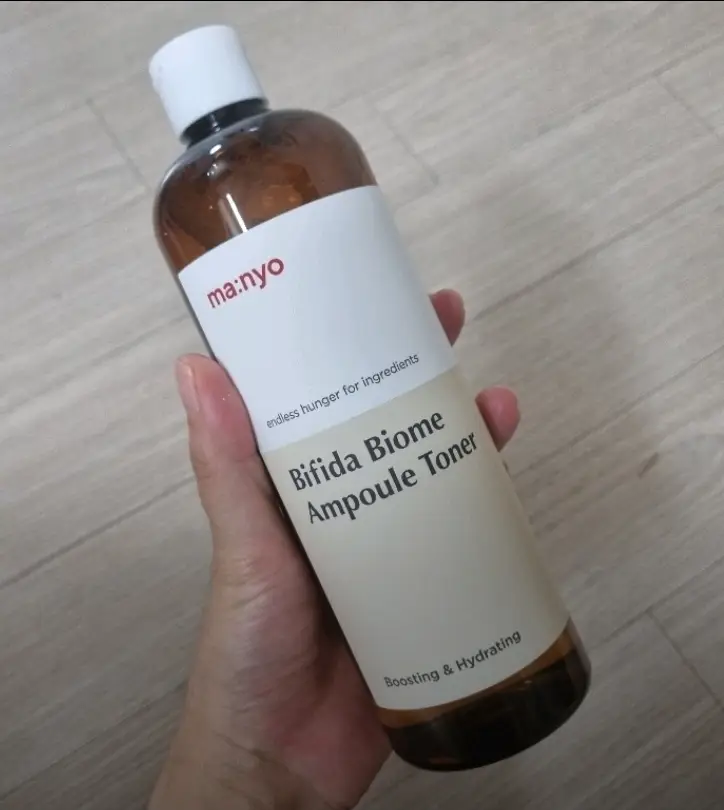 ma:nyo
endless hunger for ingredients
Bifida Biome
Ampoule Toner
Boosting & Hydrating